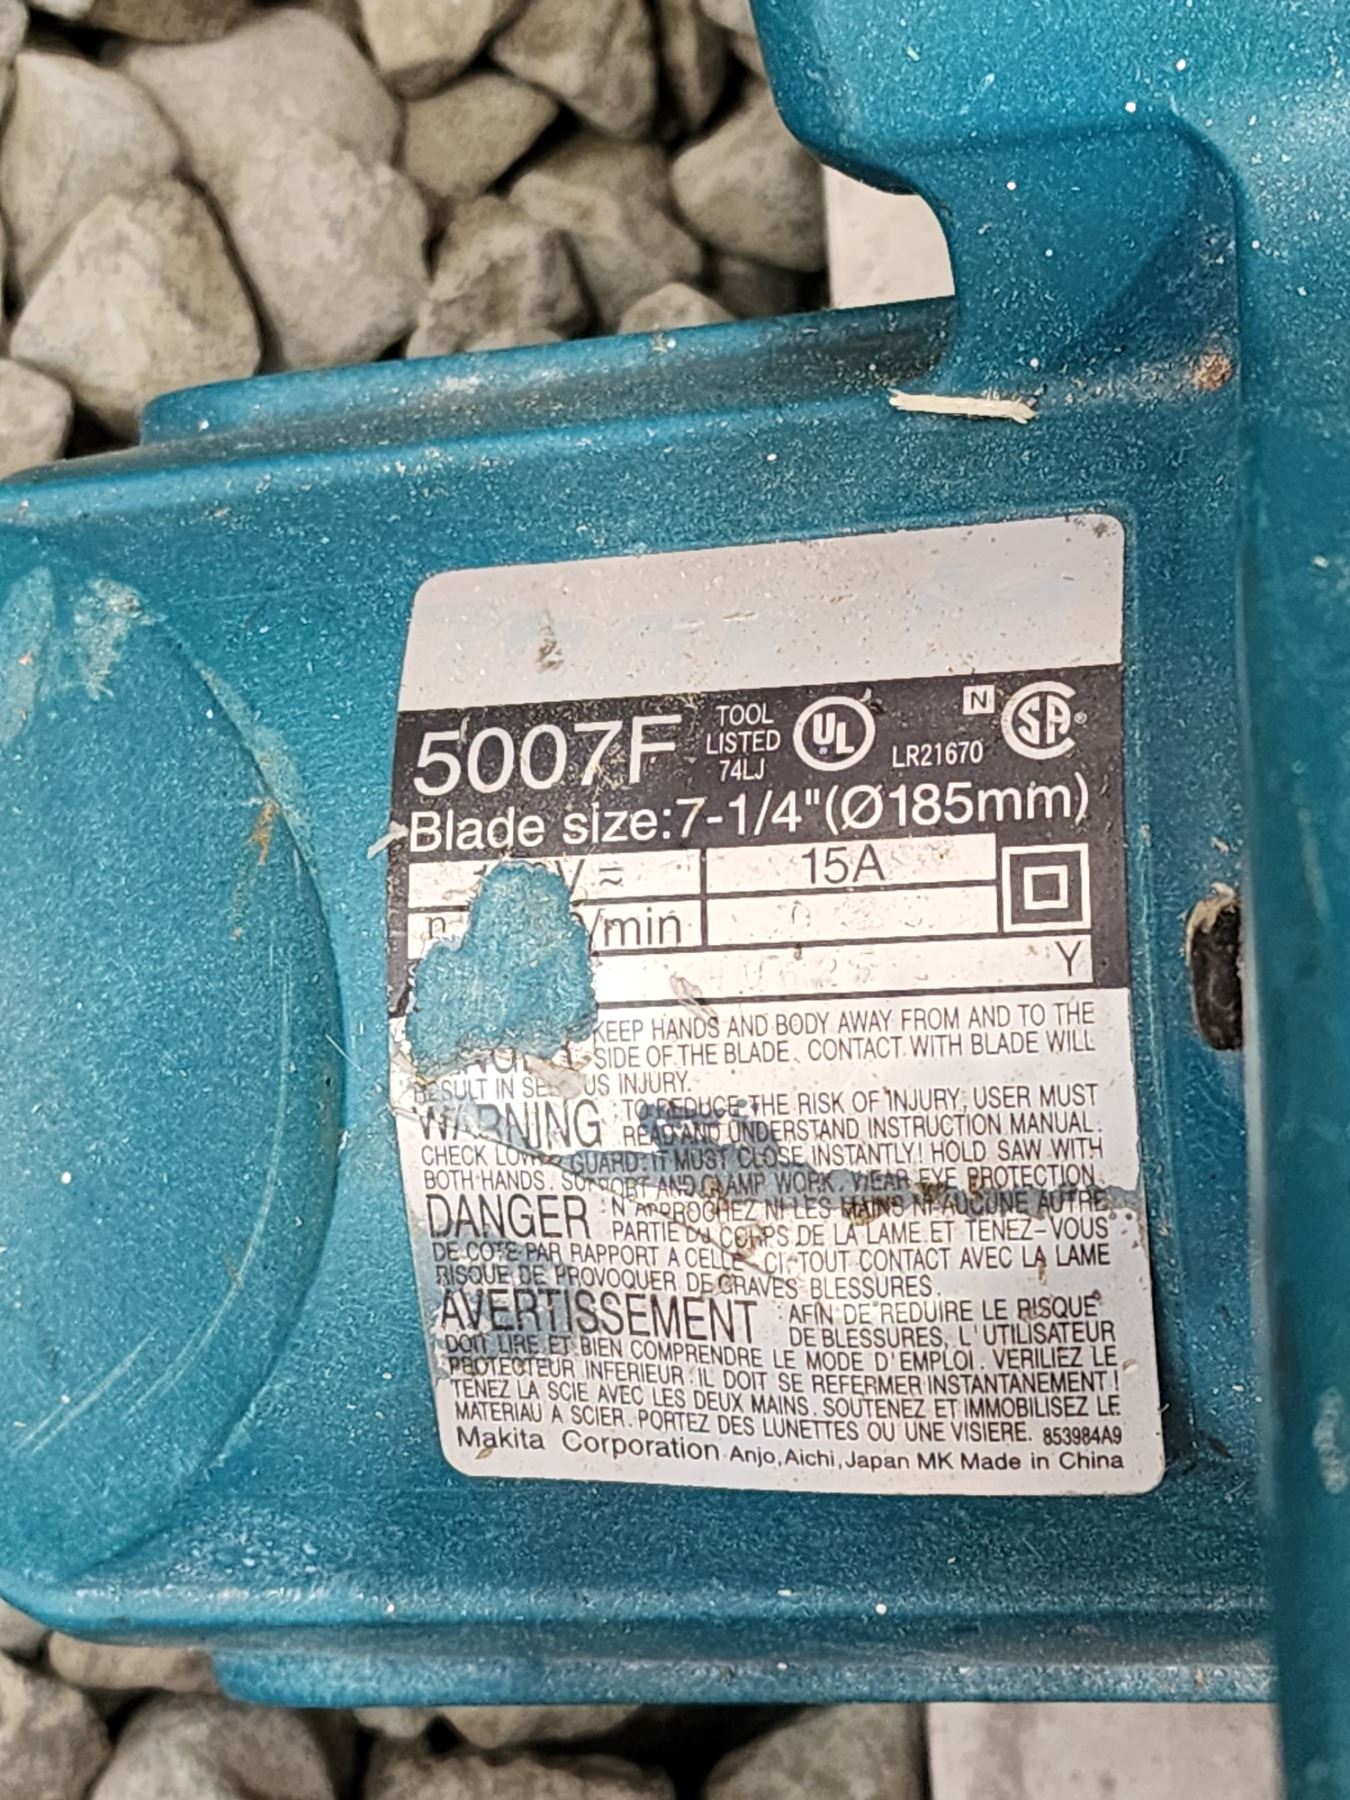 5007F
TOOL
LISTED
74LJ
UL
N
LR21670
SA®
Blade size:7-1/4"(Ø185mm)
V ≂
15A
n /min
Y
KEEP HANDS AND BODY AWAY FROM AND TO THE
SIDE OF THE BLADE. CONTACT WITH BLADE WILL
RESULT IN INJURY.
WARNING : TO REDUCE THE RISK OF INJURY, USER MUST
READ AND UNDERSTAND INSTRUCTION MANUAL.
CHECK LOWER GUARD: IT MUST CLOSE INSTANTLY! HOLD SAW WITH
BOTH HANDS. SUPPORT AND CLAMP WORK. WEAR EYE PROTECTION.
DANGER : N'APPROCHEZ NI LES MAINS NI AUCUNE AUTRE
PARTIE DU CORPS DE LA LAME ET TENEZ-VOUS
DE COTE PAR RAPPORT A CELLE-CI. TOUT CONTACT AVEC LA LAME
RISQUE DE PROVOQUER DE GRAVES BLESSURES.
AVERTISSEMENT : AFIN DE REDUIRE LE RISQUE
DE BLESSURES, L'UTILISATEUR
DOIT LIRE ET BIEN COMPRENDRE LE MODE D'EMPLOI. VERILIEZ LE
PROTECTEUR INFERIEUR : IL DOIT SE REFERMER INSTANTANEMENT!
TENEZ LA SCIE AVEC LES DEUX MAINS. SOUTENEZ ET IMMOBILISEZ LE
MATERIAU A SCIER. PORTEZ DES LUNETTES OU UNE VISIERE. 853984A9
Makita Corporation Anjo, Aichi, Japan MK Made in China